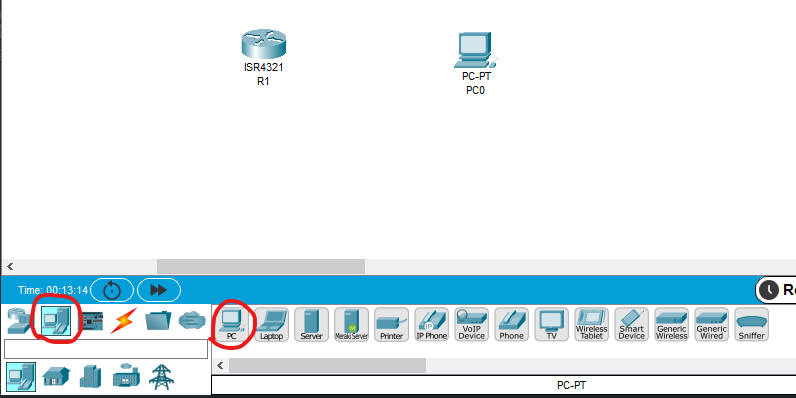 ISR4321
R1
PC-PT
PC0
Time: 00:13:14
Re
PC
Laptop
Server
Meraki Server
Printer
IP Phone
VoIP
Device
Phone
TV
Wireless
Tablet
Smart
Device
Generic
Wireless
Generic
Wired
Sniffer
PC-PT